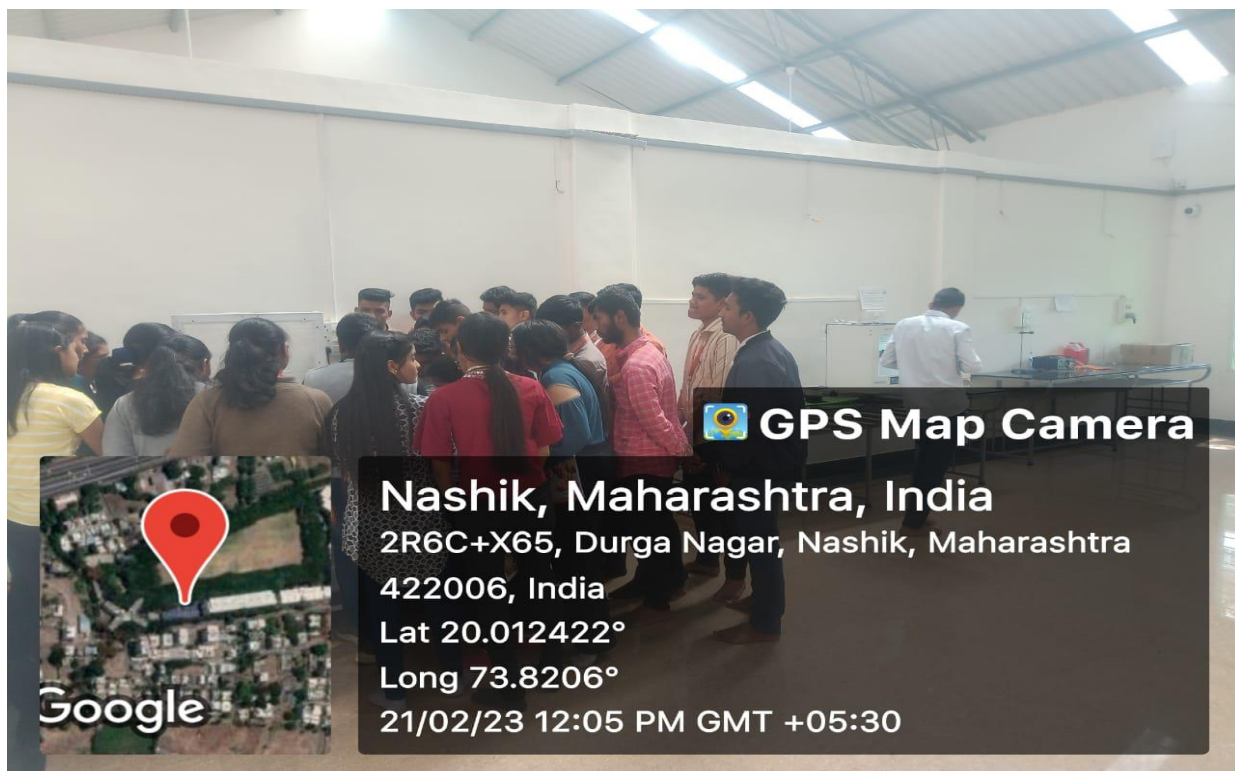 GPS Map Camera
Nashik, Maharashtra, India
2R6C+X65, Durga Nagar, Nashik, Maharashtra
422006, India
Lat 20.012422°
Long 73.8206°
21/02/23 12:05 PM GMT +05:30
Google